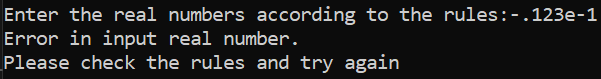 Enter the real numbers according to the rules:-.123e-1
Error in input real number.
Please check the rules and try again